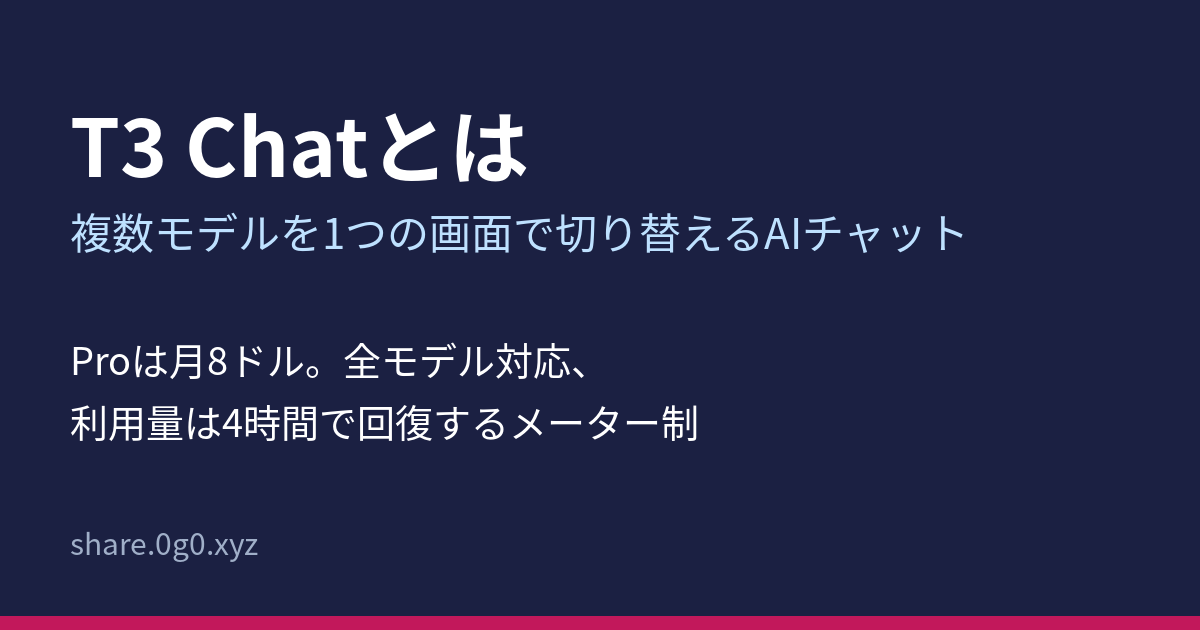 T3 Chatとは
複数モデルを1つの画面で切り替えるAIチャット
Proは月8ドル。全モデル対応、
利用量は4時間で回復するメーター制
share.0g0.xyz